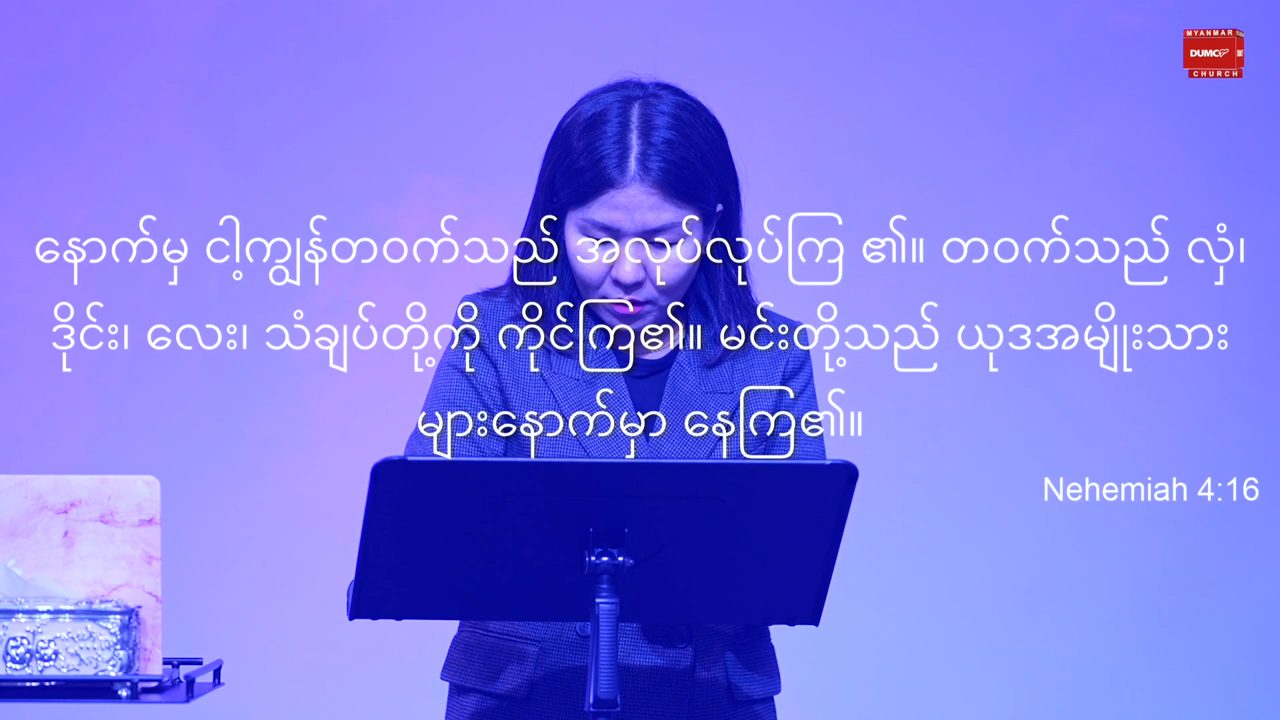 MYANMAR
DUMC
CHURCH
နောက်မှ ငါ့ကျွန်တဝက်သည် အလုပ်လုပ်ကြ ၏။ တဝက်သည် လှံ၊
ဒိုင်း၊ လေး၊ သံချပ်တို့ကို ကိုင်ကြ၏။ မင်းတို့သည် ယုဒအမျိုးသား
များနောက်မှာ နေကြ၏။
Nehemiah 4:16